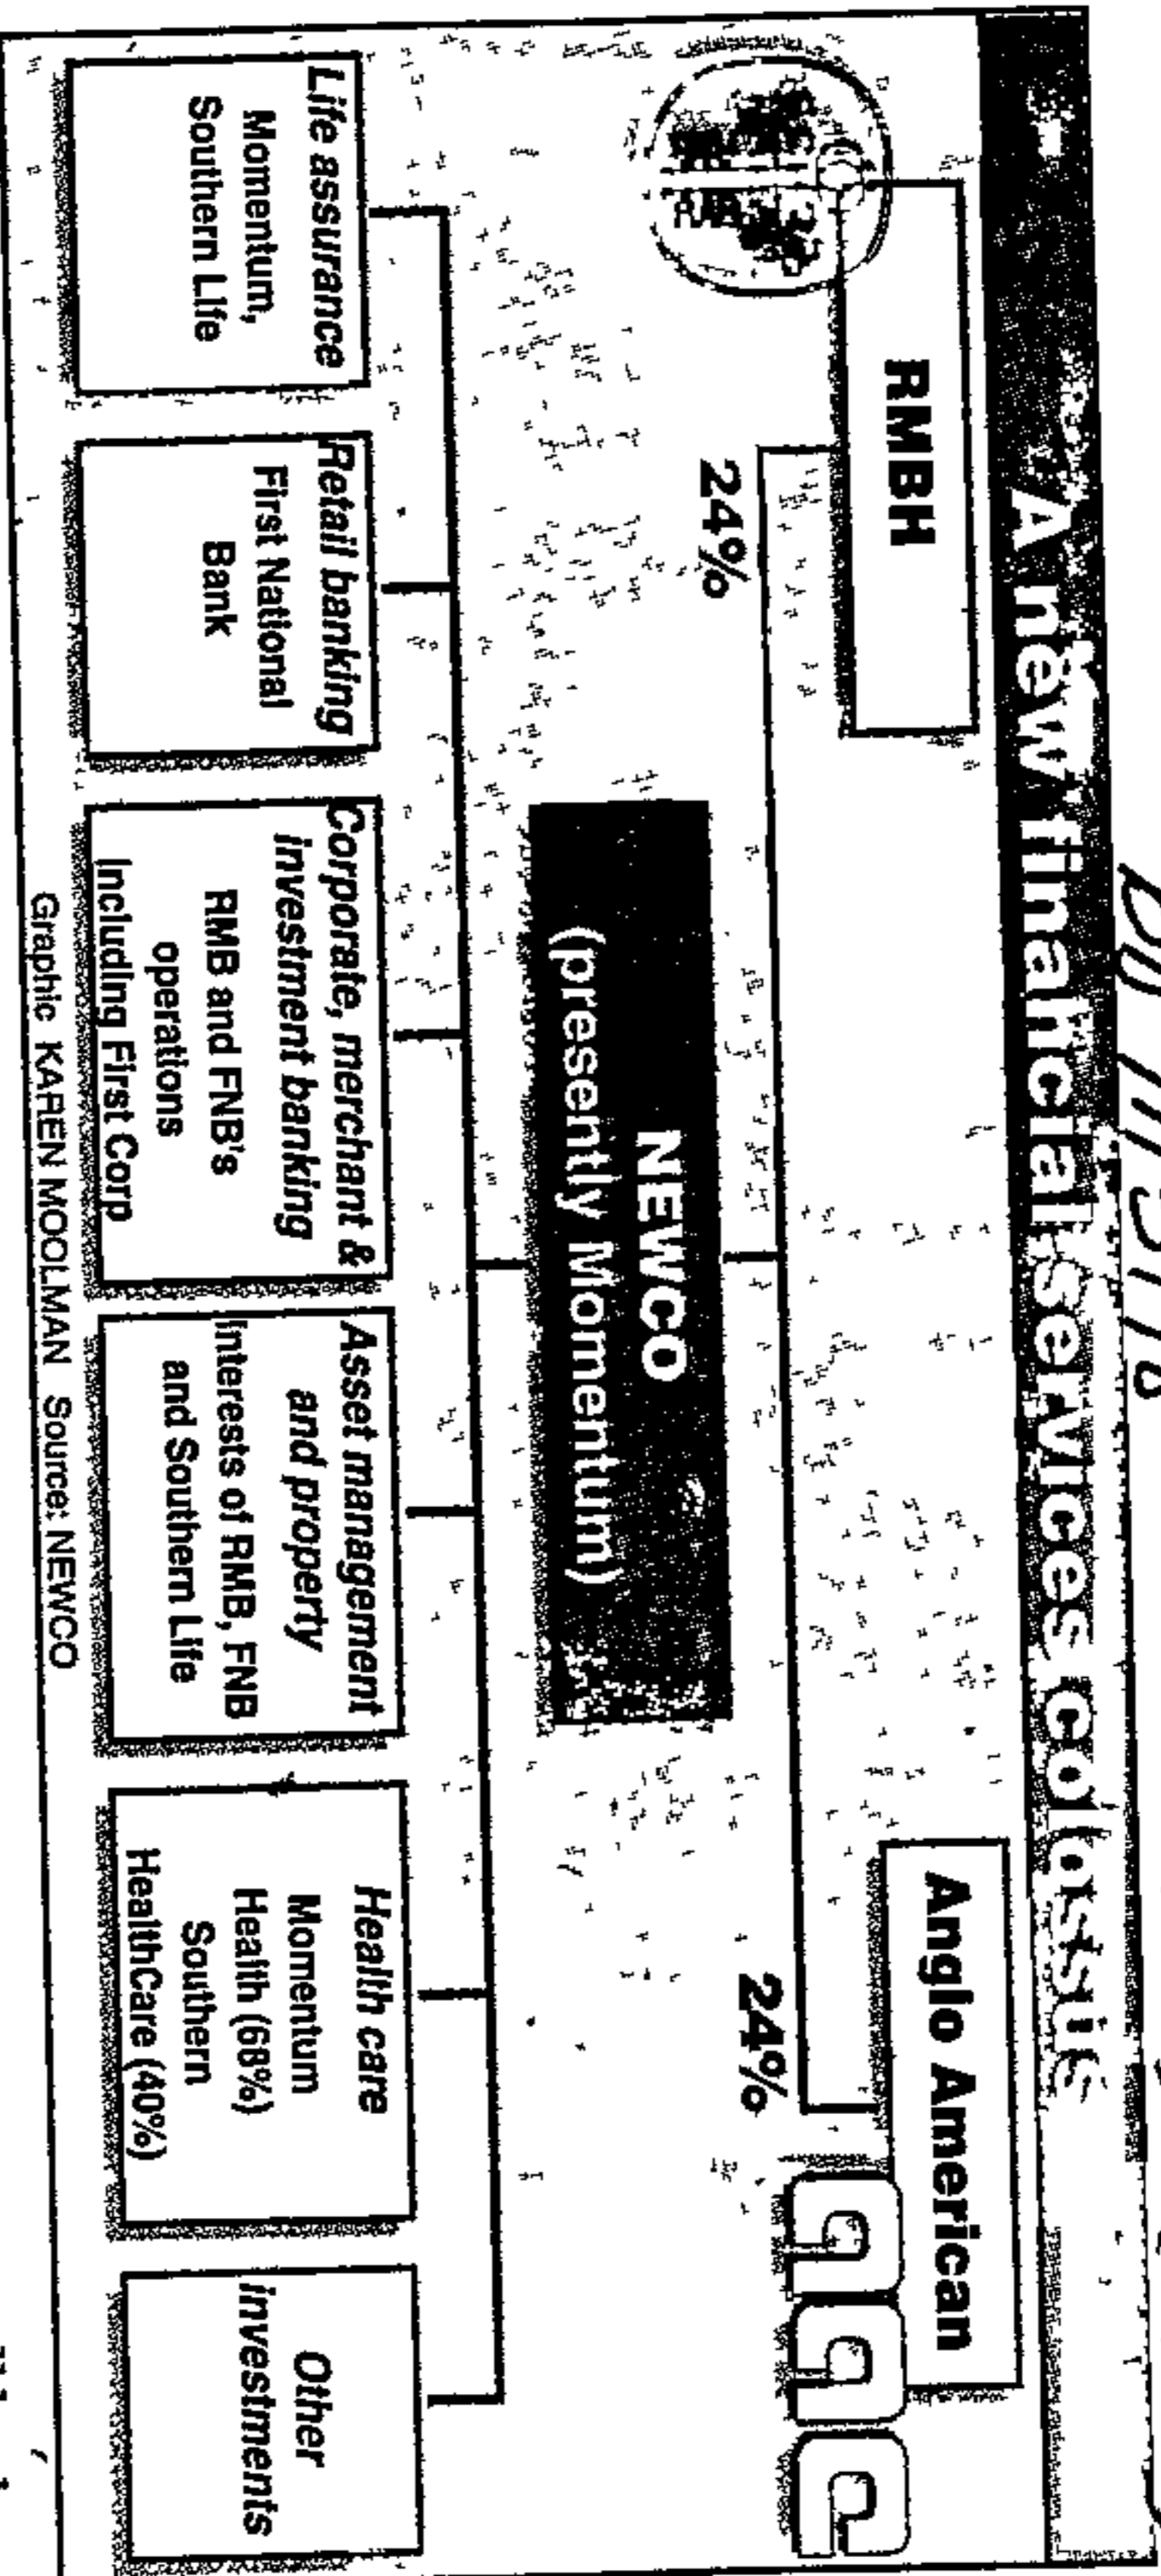 A new financial services colossus
RMBH
Anglo American
24%
24%
aac
NEWCO
(presently Momentum)
Life assurance
Momentum,
Southern Life
Retail banking
First National
Bank
Corporate, merchant &
investment banking
RMB and FNB's
operations
Including First Corp
Asset management
and property
Interests of RMB, FNB
and Southern Life
Health care
Momentum
Health (68%)
Southern
HealthCare (40%)
Other
investments
Graphic KAREN MOOLMAN Source: NEWCO